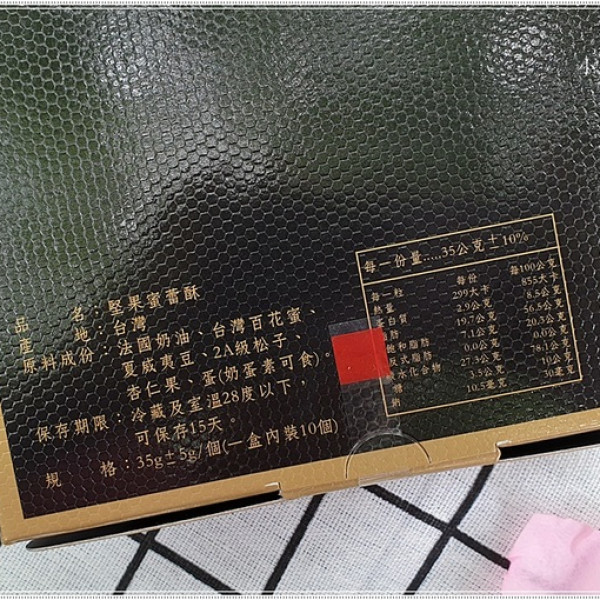 品　　名：堅果蜜蕾酥
產　　地：台灣
原料成份：法國奶油、台灣百花蜜、
夏威夷豆、2A級松子、
杏仁果、蛋(奶蛋素可食)。
保存期限：冷藏及室溫28度以下，
可保存15天。
規　　格：35g±5g/個(一盒內裝10個)
每一份量:....35公克±10%
每份 每100公克
每一粒 299大卡 855大卡
熱量 2.9公克 8.5公克
蛋白質 19.7公克 56.5公克
脂肪 7.1公克 20.3公克
飽和脂肪 0.0公克 0.0公克
反式脂肪 27.3公克 78.1公克
碳水化合物 3.5公克 10公克
糖 10.5毫克 30毫克
鈉